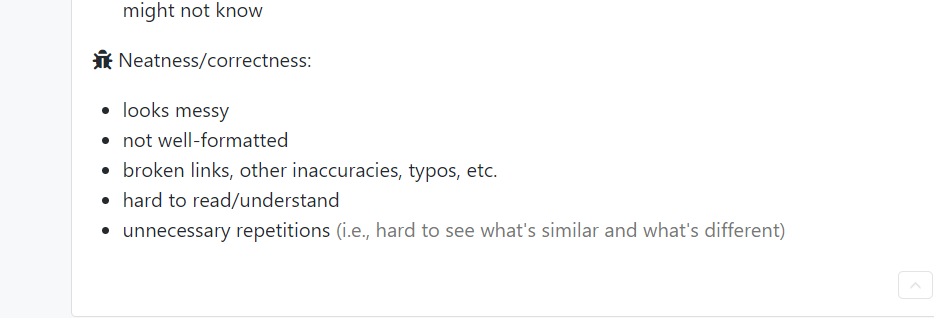 might not know
Neatness/correctness:
looks messy
not well-formatted
broken links, other inaccuracies, typos, etc.
hard to read/understand
unnecessary repetitions (i.e., hard to see what's similar and what's different)